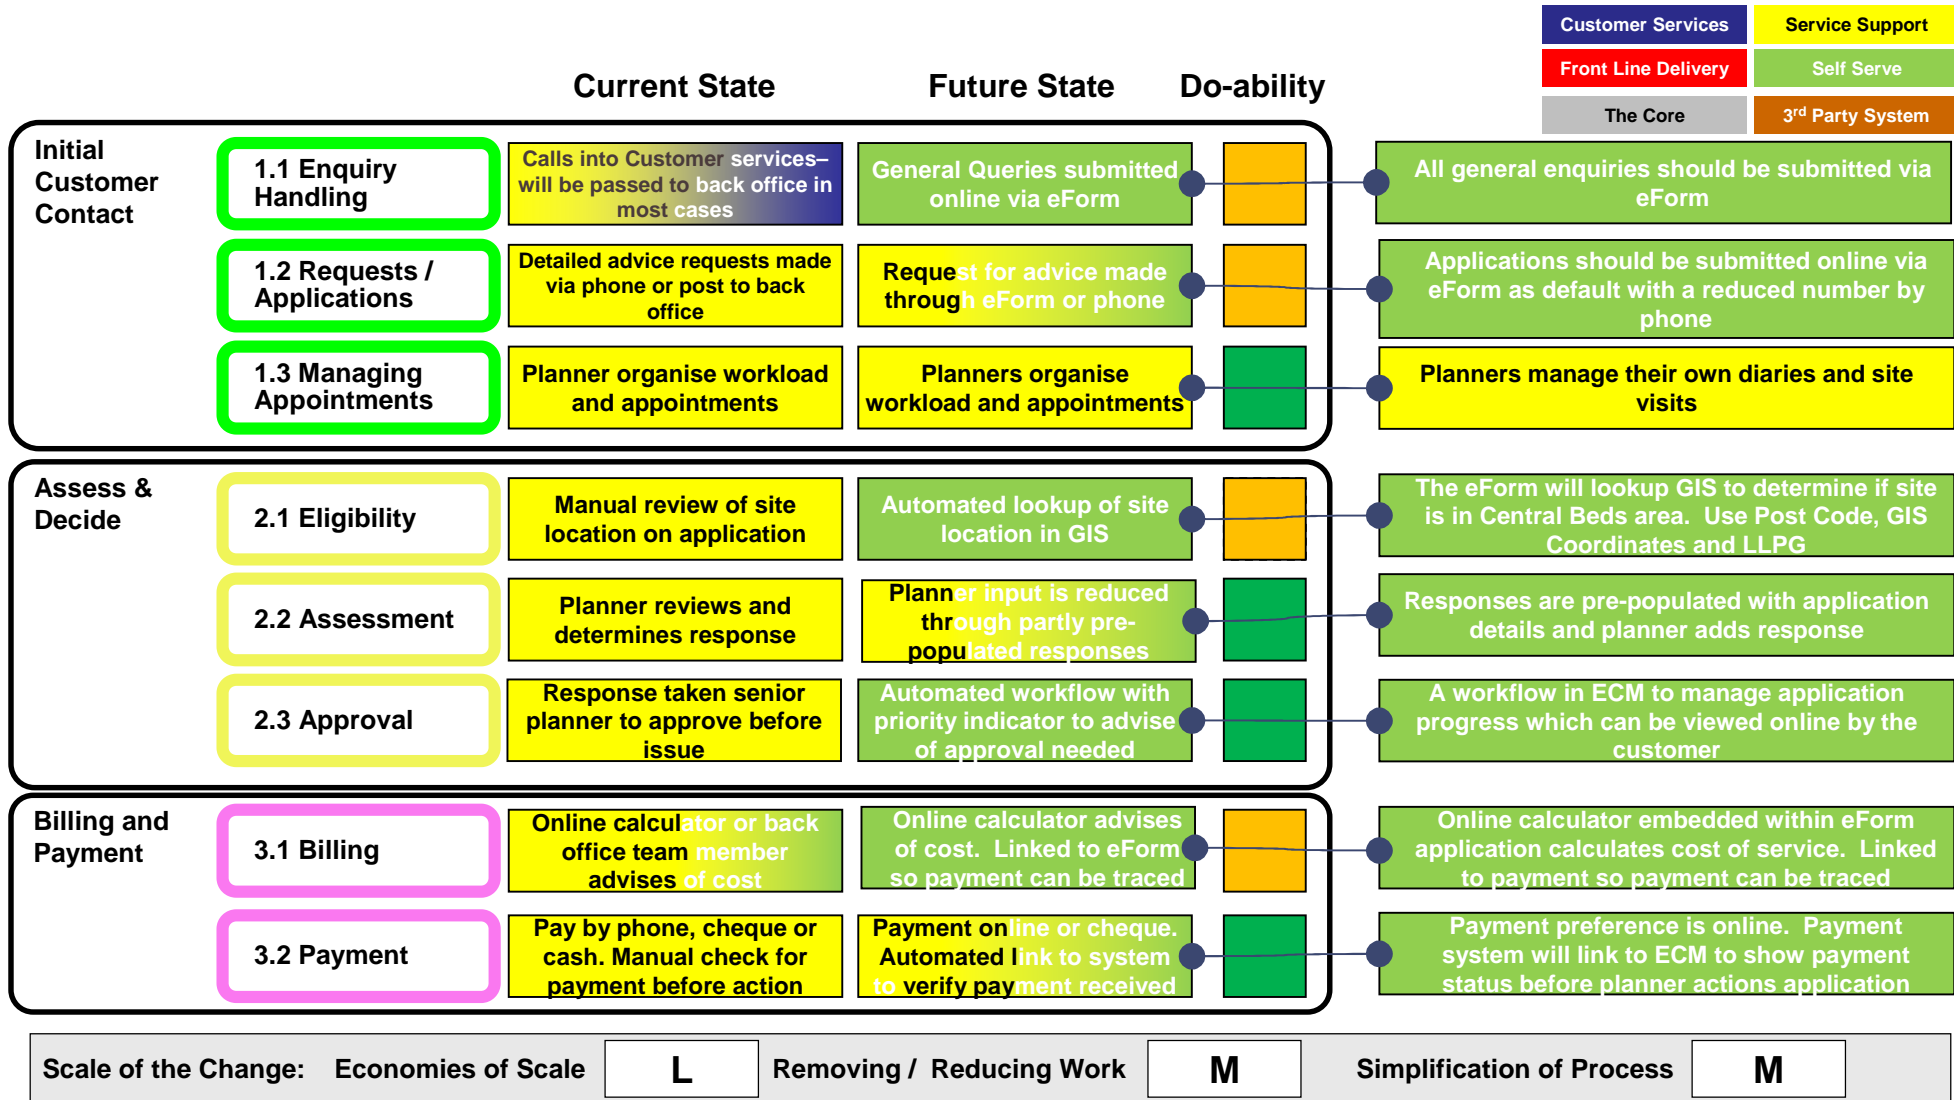 Customer Services
Service Support
Front Line Delivery
Self Serve
The Core
3rd Party System
Current State
Future State
Do-ability
Initial
Customer
Contact
1.1 Enquiry
Handling
Calls into Customer services–
will be passed to back office in
most cases
General Queries submitted
online via eForm
All general enquiries should be submitted via
eForm
1.2 Requests /
Applications
Detailed advice requests made
via phone or post to back
office
Request for advice made
through eForm or phone
Applications should be submitted online via
eForm as default with a reduced number by
phone
1.3 Managing
Appointments
Planner organise workload
and appointments
Planners organise
workload and appointments
Planners manage their own diaries and site
visits
Assess &
Decide
2.1 Eligibility
Manual review of site
location on application
Automated lookup of site
location in GIS
The eForm will lookup GIS to determine if site
is in Central Beds area. Use Post Code, GIS
Coordinates and LLPG
2.2 Assessment
Planner reviews and
determines response
Planner input is reduced
through partly pre-
populated responses
Responses are pre-populated with application
details and planner adds response
2.3 Approval
Response taken senior
planner to approve before
issue
Automated workflow with
priority indicator to advise
of approval needed
A workflow in ECM to manage application
progress which can be viewed online by the
customer
Billing and
Payment
3.1 Billing
Online calculator or back
office team member
advises of cost
Online calculator advises
of cost. Linked to eForm
so payment can be traced
Online calculator embedded within eForm
application calculates cost of service. Linked
to payment so payment can be traced
3.2 Payment
Pay by phone, cheque or
cash. Manual check for
payment before action
Payment online or cheque.
Automated link to system
to verify payment received
Payment preference is online. Payment
system will link to ECM to show payment
status before planner actions application
Scale of the Change: Economies of Scale L Removing / Reducing Work M Simplification of Process M